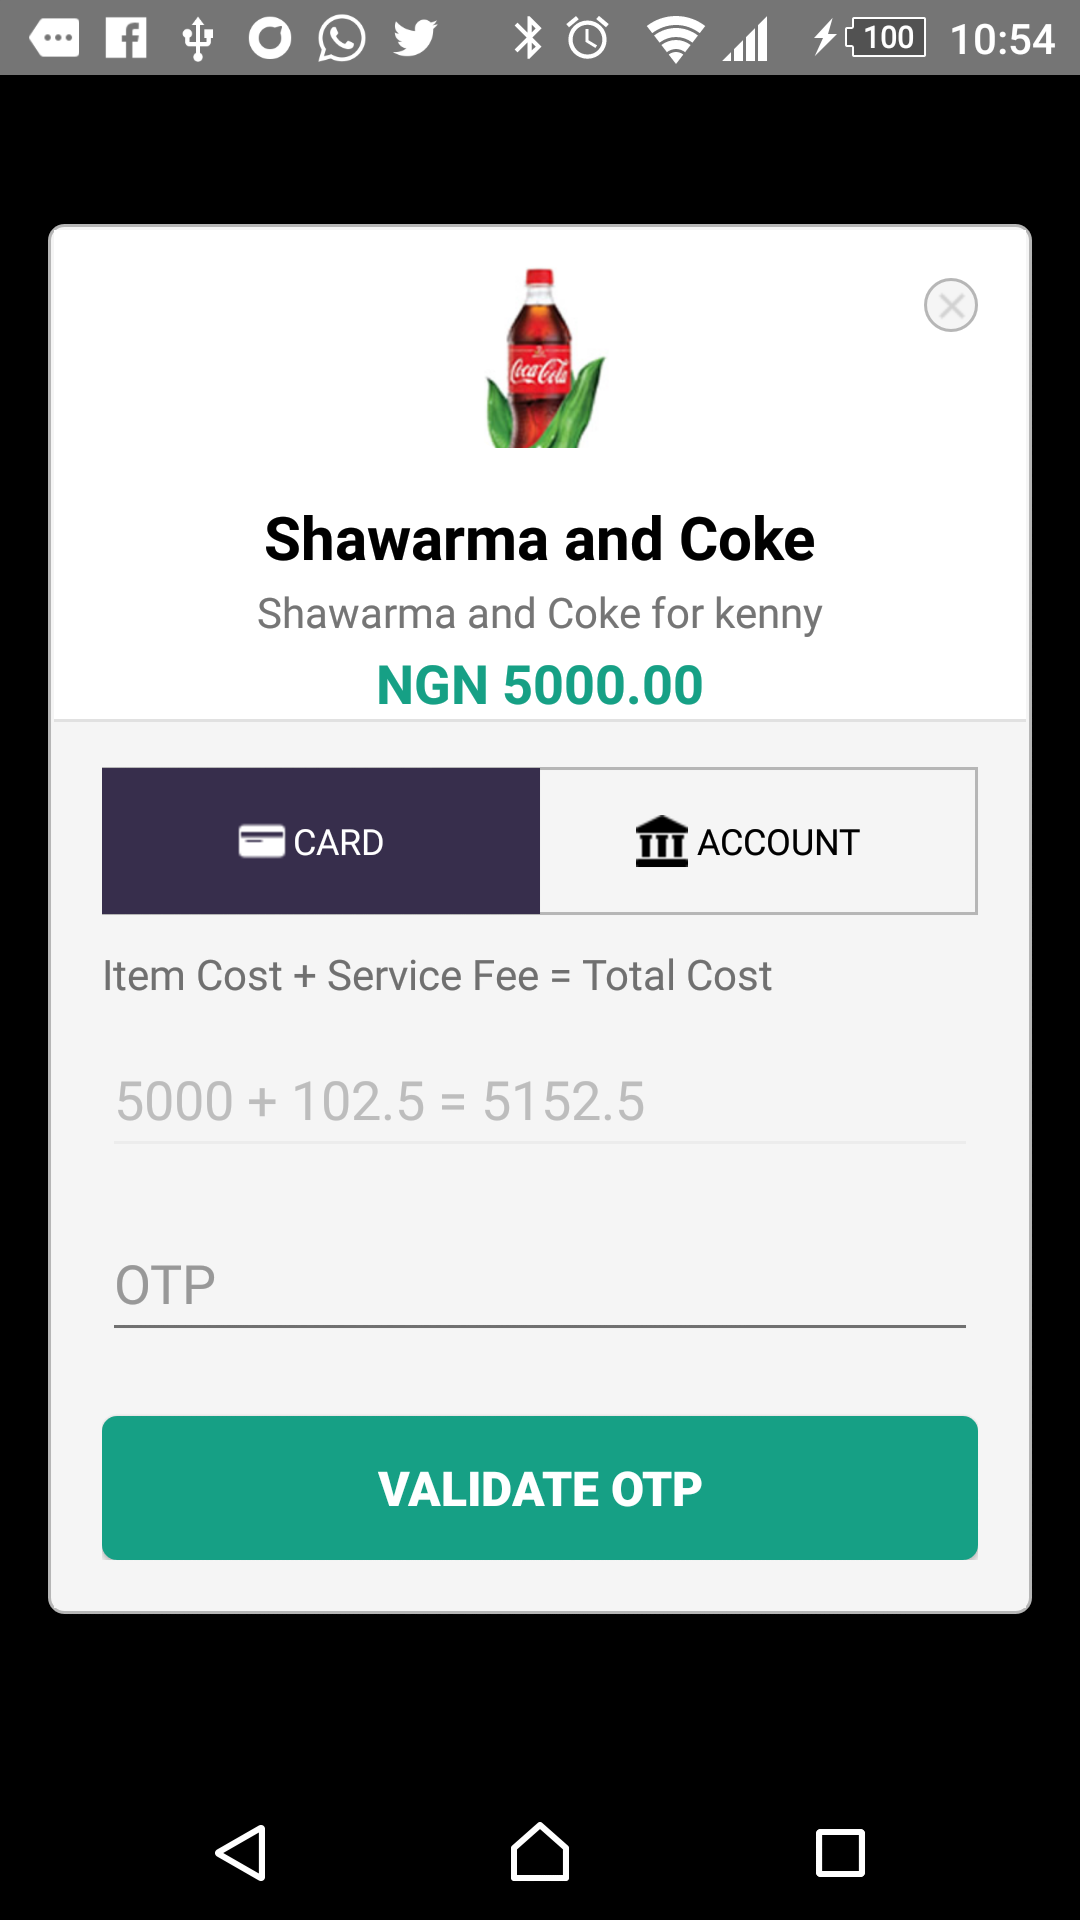 100 10:54
Coca-Cola
Shawarma and Coke
Shawarma and Coke for kenny
NGN 5000.00
CARD ACCOUNT
Item Cost + Service Fee = Total Cost
5000 + 102.5 = 5152.5
OTP
VALIDATE OTP